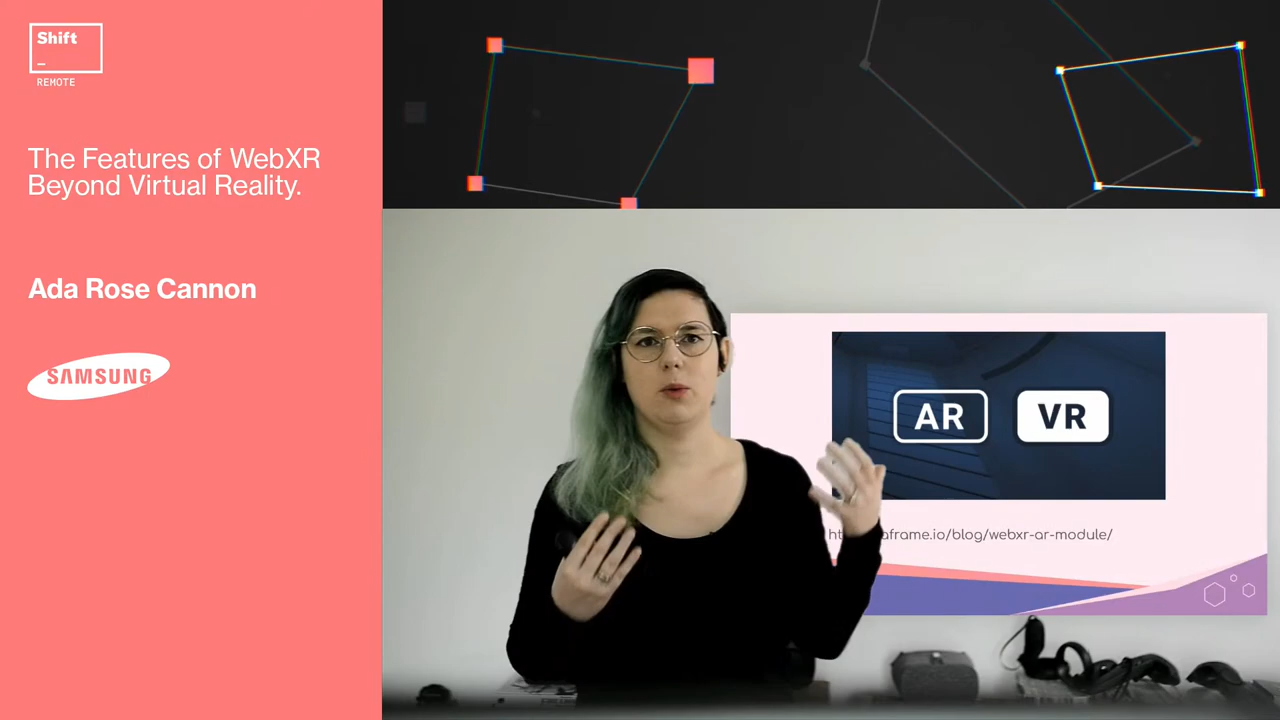 Shift
_
REMOTE
The Features of WebXR
Beyond Virtual Reality.
Ada Rose Cannon
SAMSUNG
AR VR
aframe.io/blog/webxr-ar-module/